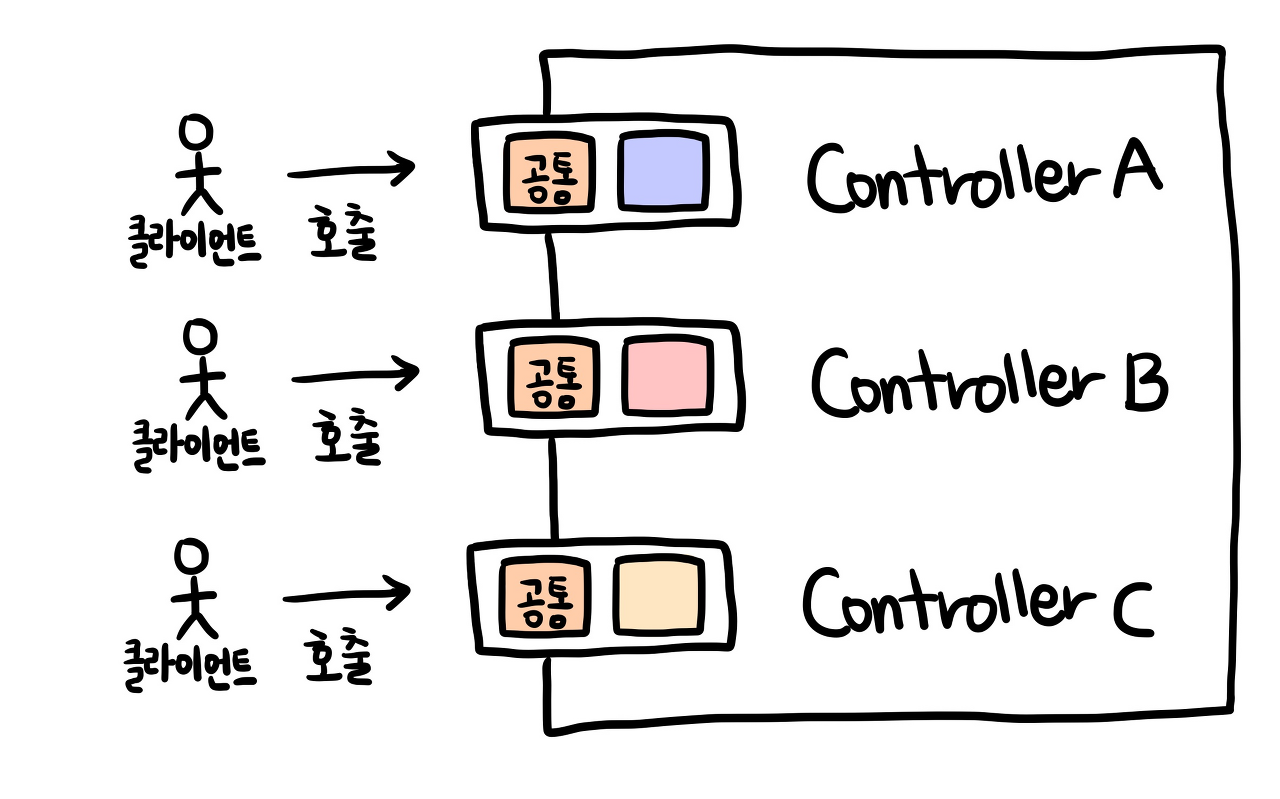 공통
Controller A
클라이언트
호출
공통
Controller B
클라이언트
호출
공통
Controller C
클라이언트
호출